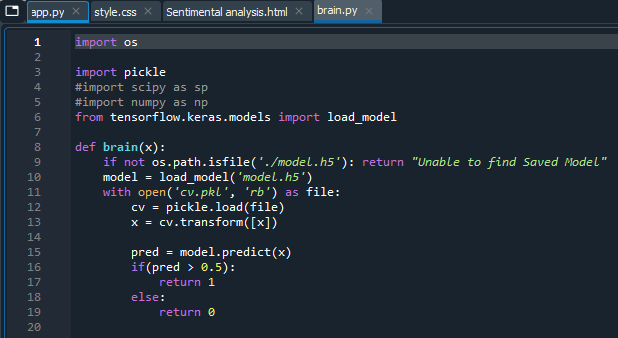 app.py style.css Sentimental analysis.html brain.py
1 import os
2
3 import pickle
4 #import scipy as sp
5 #import numpy as np
6 from tensorflow.keras.models import load_model
7
8 def brain(x):
9     if not os.path.isfile('./model.h5'): return "Unable to find Saved Model"
10     model = load_model('model.h5')
11     with open('cv.pkl', 'rb') as file:
12         cv = pickle.load(file)
13         x = cv.transform([x])
14
15         pred = model.predict(x)
16         if(pred > 0.5):
17             return 1
18         else:
19             return 0
20